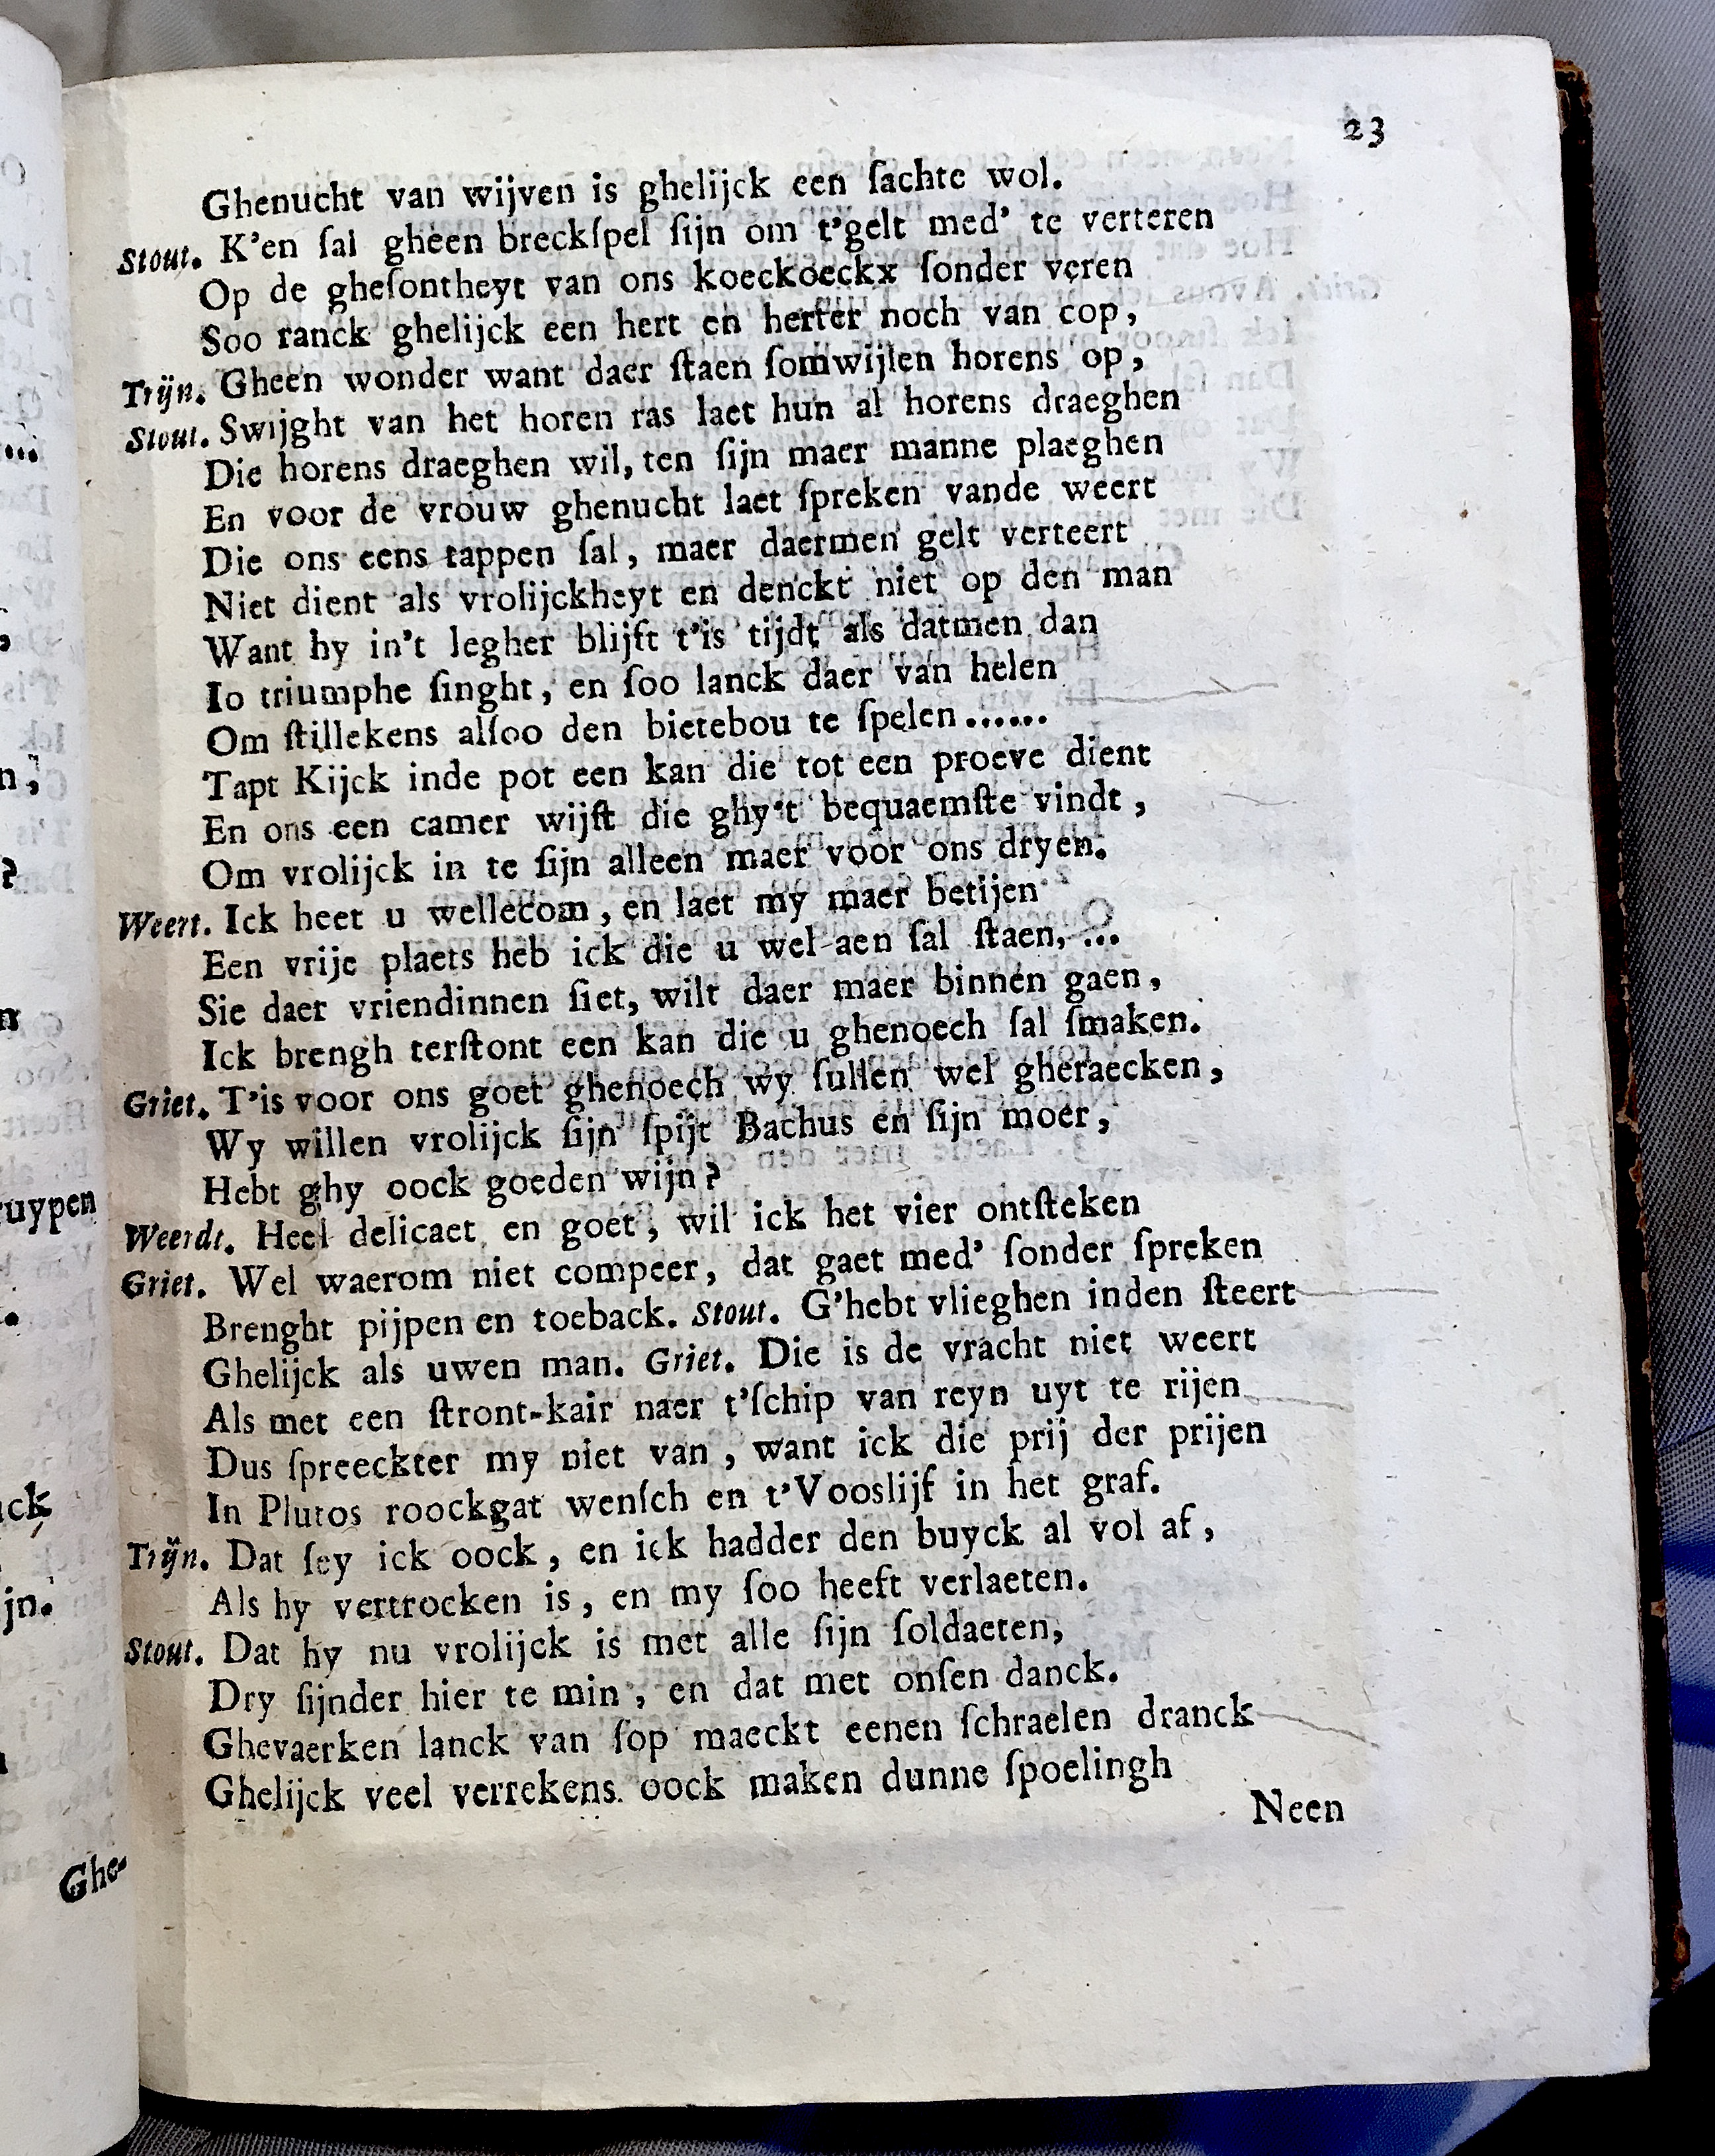 23
Ghenucht van wijven is ghelijck een ſachte wol.
Stout. K'en ſal gheen breckſpel ſijn om t'gelt med' te verteren
Op de gheſontheyt van ons koeckoeckx ſonder veren
Soo ranck ghelijck een hert en herter noch van cop,
Trijn. Gheen wonder want daer ſtaen ſomwijlen horens op,
Stout. Swijght van het horen ras laet hun al horens draeghen
Die horens draeghen wil, ten ſijn maer manne plaeghen
En voor de vrouw ghenucht laet ſpreken vande weert
Die ons eens tappen ſal, maer daermen gelt verteert
Niet dient als vrolijckheyt en denckt niet op den man
Want hy in't legher blijft t'is tijdt als datmen dan
Io triumphe ſinght, en ſoo lanck daer van helen
Om ſtillekens alſoo den bietebou te ſpelen......
Tapt Kijck inde pot een kan die tot een proeve dient
En ons een camer wijſt die ghy't bequaemſte vindt,
Om vrolijck in te ſijn alleen maer voor ons dryen.
Weert. Ick heet u wellecom, en laet my maer betijen
Een vrije plaets heb ick die u wel aen ſal ſtaen, ...
Sie daer vriendinnen ſiet, wilt daer maer binnen gaen,
Ick brengh terſtont een kan die u ghenoech ſal ſmaken.
Griet. T'is voor ons goet ghenoech wy ſullen wel gheraecken,
Wy willen vrolijck ſijn ſpijt Bachus en ſijn moer,
Hebt ghy oock goeden wijn?
Weerdt. Heel delicaet en goet, wil ick het vier ontſteken
Griet. Wel waerom niet compeer, dat gaet med' ſonder ſpreken
Brenght pijpen en toeback. Stout. G'hebt vlieghen inden ſteert
Ghelijck als uwen man. Griet. Die is de vracht niet weert
Als met een ſtront-kair naer t'ſchip van reyn uyt te rijen
Dus ſpreeckter my niet van, want ick die prij der prijen
In Plutos roockgat wenſch en t'Vooslijf in het graf.
Trijn. Dat ſey ick oock, en ick hadder den buyck al vol af,
Als hy vertrocken is, en my ſoo heeft verlaeten.
Stout. Dat hy nu vrolijck is met alle ſijn ſoldaeten,
Dry ſijnder hier te min, en dat met onſen danck.
Ghevaerken lanck van ſop maeckt eenen ſchraelen dranck
Ghelijck veel verrekens oock maken dunne ſpoelingh
Neen
uypen
ck
jn.
Ghe-